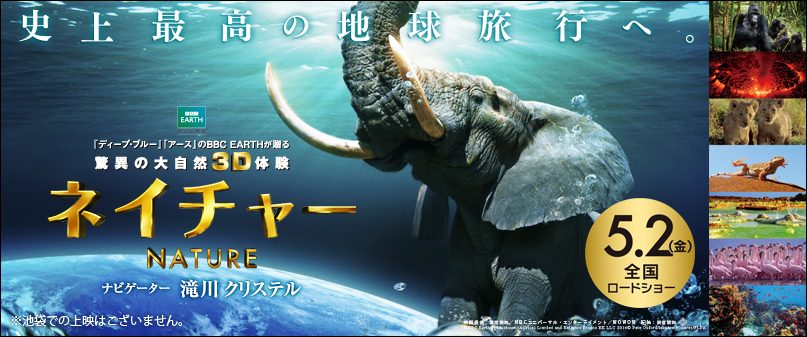 史上最高の地球旅行へ。
BBC
EARTH
『ディープ・ブルー』『アース』のBBC EARTHが贈る
驚異の大自然3D体験
ネイチャー
NATURE
ナビゲーター 滝川クリステル
5.2(金)
全国
ロードショー
※池袋での上映はございません。